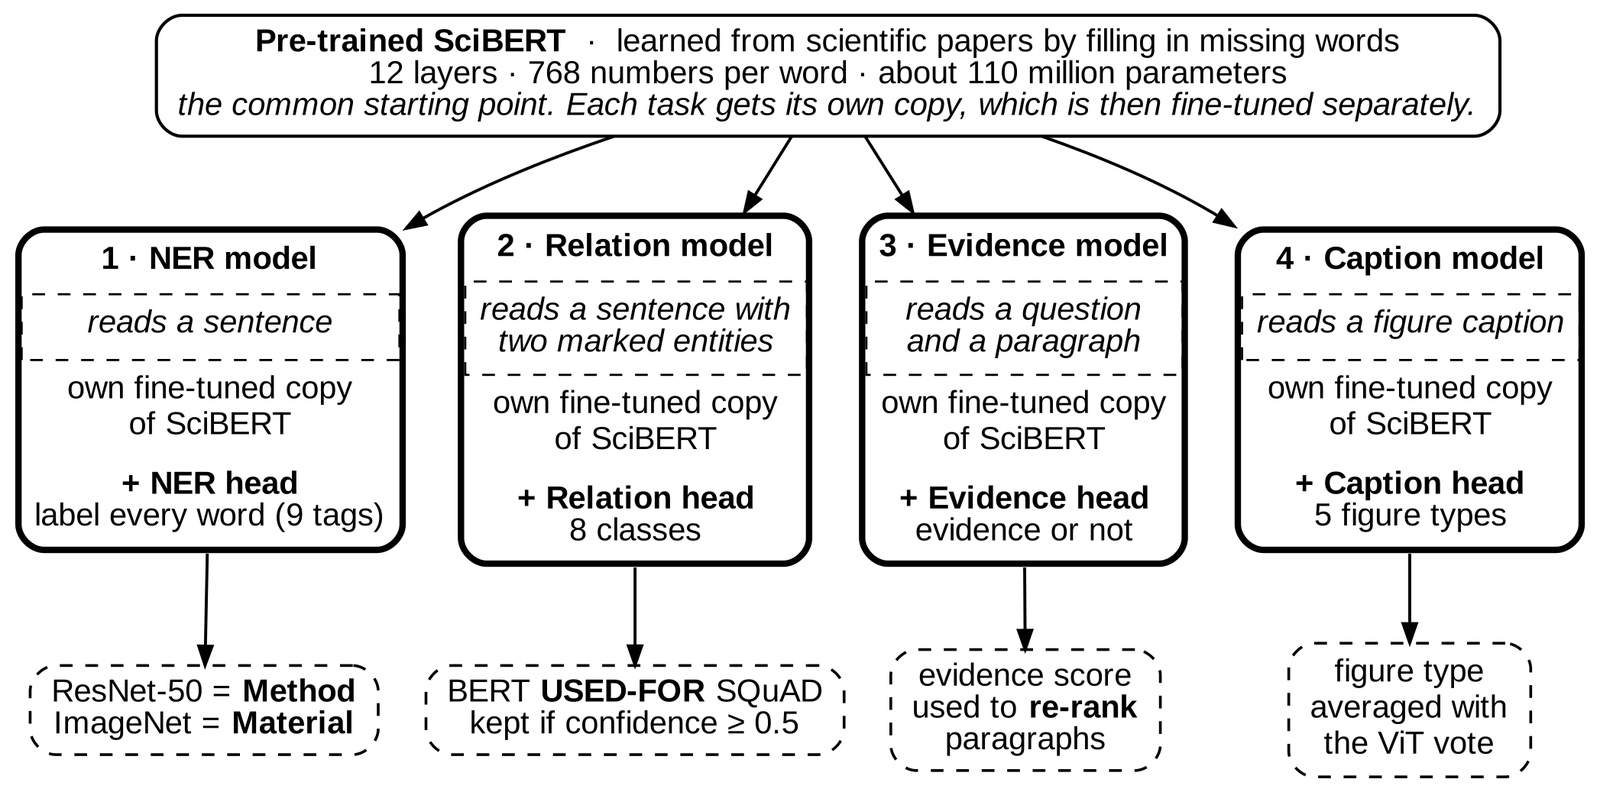 Pre-trained SciBERT · learned from scientific papers by filling in missing words
12 layers · 768 numbers per word · about 110 million parameters
the common starting point. Each task gets its own copy, which is then fine-tuned separately.
1 · NER model
reads a sentence
own fine-tuned copy
of SciBERT
+ NER head
label every word (9 tags)
2 · Relation model
reads a sentence with
two marked entities
own fine-tuned copy
of SciBERT
+ Relation head
8 classes
3 · Evidence model
reads a question
and a paragraph
own fine-tuned copy
of SciBERT
+ Evidence head
evidence or not
4 · Caption model
reads a figure caption
own fine-tuned copy
of SciBERT
+ Caption head
5 figure types
ResNet-50 = Method
ImageNet = Material
BERT USED-FOR SQuAD
kept if confidence ≥ 0.5
evidence score
used to re-rank
paragraphs
figure type
averaged with
the ViT vote